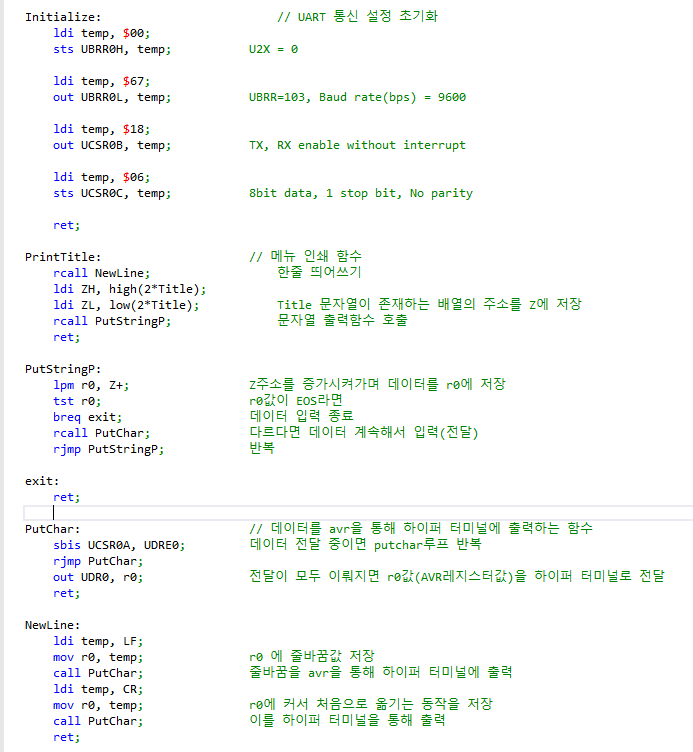 Initialize: // UART 통신 설정 초기화
ldi temp, $00;
sts UBRR0H, temp; U2X = 0
ldi temp, $67;
out UBRR0L, temp; UBRR=103, Baud rate(bps) = 9600
ldi temp, $18;
out UCSR0B, temp; TX, RX enable without interrupt
ldi temp, $06;
sts UCSR0C, temp; 8bit data, 1 stop bit, No parity
ret;
PrintTitle: // 메뉴 인쇄 함수
rcall NewLine; 한줄 띄어쓰기
ldi ZH, high(2*Title);
ldi ZL, low(2*Title); Title 문자열이 존재하는 배열의 주소를 Z에 저장
rcall PutStringP; 문자열 출력함수 호출
ret;
PutStringP:
lpm r0, Z+; Z주소를 증가시켜가며 데이터를 r0에 저장
tst r0; r0값이 EOS라면
breq exit; 데이터 입력 종료
rcall PutChar; 다르다면 데이터 계속해서 입력(전달)
rjmp PutStringP; 반복
exit:
ret;
PutChar: // 데이터를 avr을 통해 하이퍼 터미널에 출력하는 함수
sbis UCSR0A, UDRE0; 데이터 전달 중이면 putchar루프 반복
rjmp PutChar;
out UDR0, r0; 전달이 모두 이뤄지면 r0값(AVR레지스터값)을 하이퍼 터미널로 전달
ret;
NewLine:
ldi temp, LF;
mov r0, temp; r0 에 줄바꿈값 저장
call PutChar; 줄바꿈을 avr을 통해 하이퍼 터미널에 출력
ldi temp, CR;
mov r0, temp; r0에 커서 처음으로 옮기는 동작을 저장
call PutChar; 이를 하이퍼 터미널을 통해 출력
ret;